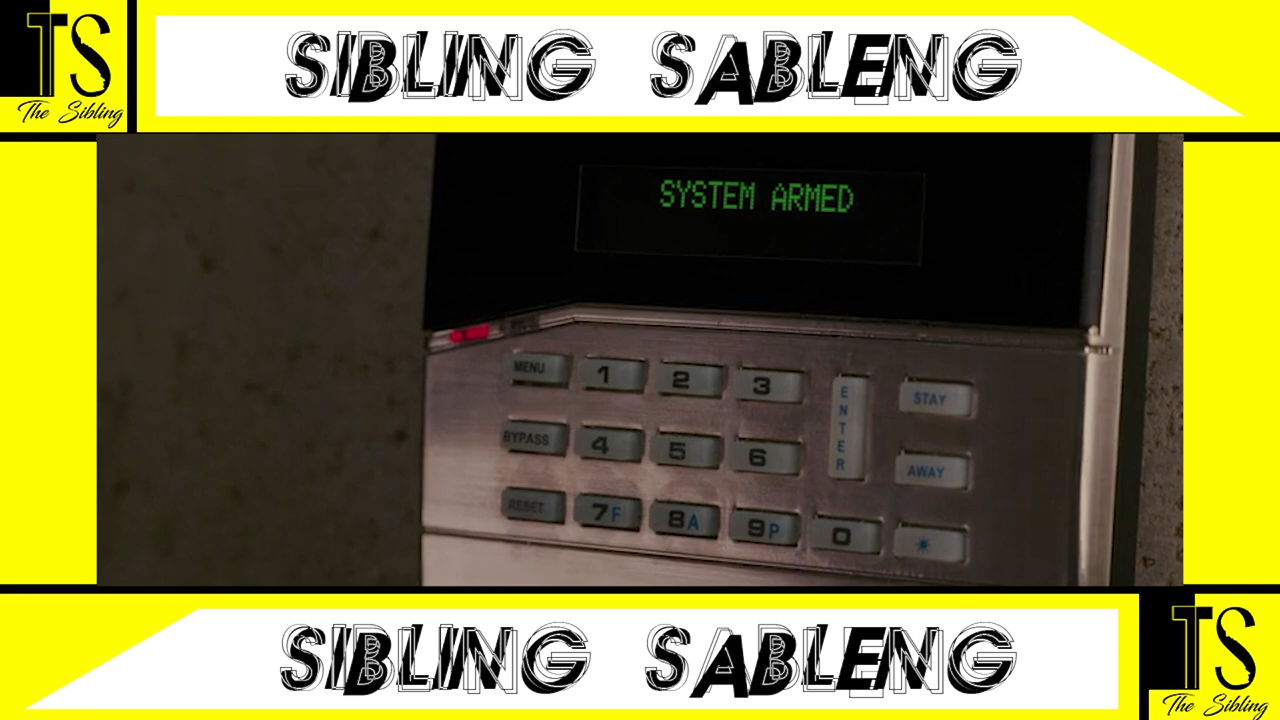 TS
The Sibling
SIBLING SABLENG
SYSTEM ARMED
MENU 1 2 3
ENTER
STAY
BYPASS 4 5 6
AWAY
RESET 7F 8A 9P 0 ☀
SIBLING SABLENG
TS
The Sibling